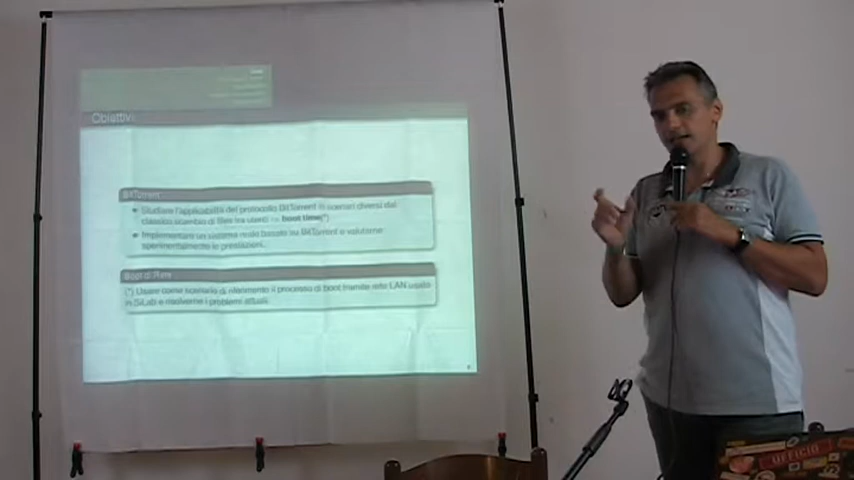 Obiettivi
BitTorrent
Studiare l'applicabilità del protocollo BitTorrent in scenari diversi dal
classico scambio di files tra utenti boot time(*)
Implementare un sistema reale basato su BitTorrent e valutarne
sperimentalmente le prestazioni.
Boot di Rete
(*) Usare come scenario di riferimento il processo di boot tramite rete LAN usato
in SiLab e risolverne i problemi attuali.
UFFICIO